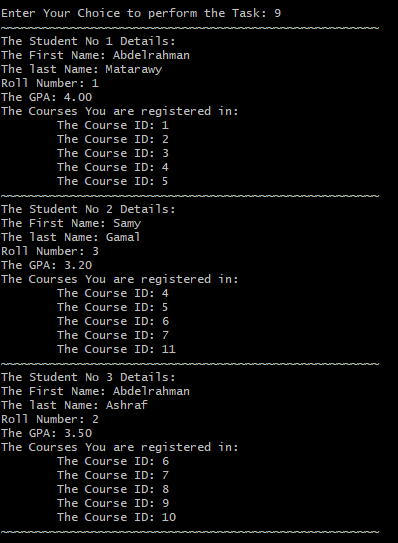 Enter Your Choice to perform the Task: 9
~~~~~~~~~~~~~~~~~~~~~~~~~~~~~~~~~~~~~~~~~~~~~~~~~~~~~~
The Student No 1 Details:
The First Name: Abdelrahman
The last Name: Matarawy
Roll Number: 1
The GPA: 4.00
The Courses You are registered in:
        The Course ID: 1
        The Course ID: 2
        The Course ID: 3
        The Course ID: 4
        The Course ID: 5
~~~~~~~~~~~~~~~~~~~~~~~~~~~~~~~~~~~~~~~~~~~~~~~~~~~~~~
The Student No 2 Details:
The First Name: Samy
The last Name: Gamal
Roll Number: 3
The GPA: 3.20
The Courses You are registered in:
        The Course ID: 4
        The Course ID: 5
        The Course ID: 6
        The Course ID: 7
        The Course ID: 11
~~~~~~~~~~~~~~~~~~~~~~~~~~~~~~~~~~~~~~~~~~~~~~~~~~~~~~
The Student No 3 Details:
The First Name: Abdelrahman
The last Name: Ashraf
Roll Number: 2
The GPA: 3.50
The Courses You are registered in:
        The Course ID: 6
        The Course ID: 7
        The Course ID: 8
        The Course ID: 9
        The Course ID: 10
~~~~~~~~~~~~~~~~~~~~~~~~~~~~~~~~~~~~~~~~~~~~~~~~~~~~~~